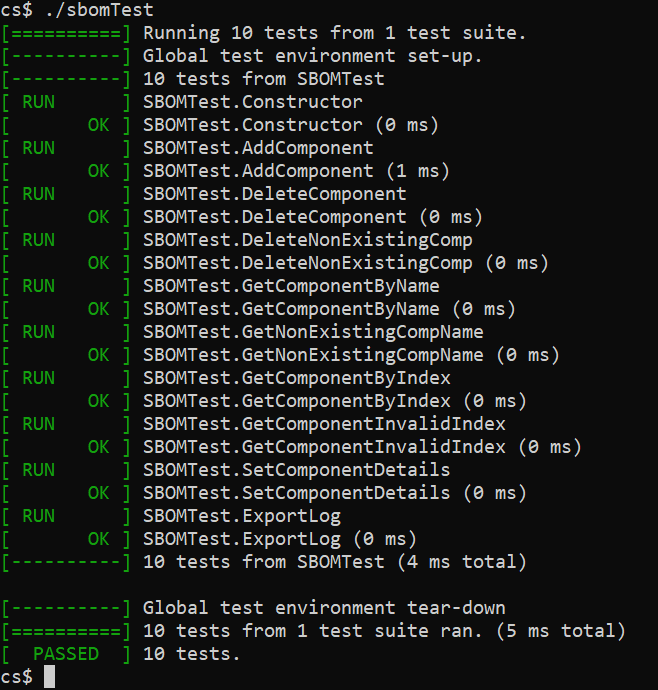 cs$ ./sbomTest
[==========] Running 10 tests from 1 test suite.
[----------] Global test environment set-up.
[----------] 10 tests from SBOMTest
[ RUN      ] SBOMTest.Constructor
[       OK ] SBOMTest.Constructor (0 ms)
[ RUN      ] SBOMTest.AddComponent
[       OK ] SBOMTest.AddComponent (1 ms)
[ RUN      ] SBOMTest.DeleteComponent
[       OK ] SBOMTest.DeleteComponent (0 ms)
[ RUN      ] SBOMTest.DeleteNonExistingComp
[       OK ] SBOMTest.DeleteNonExistingComp (0 ms)
[ RUN      ] SBOMTest.GetComponentByName
[       OK ] SBOMTest.GetComponentByName (0 ms)
[ RUN      ] SBOMTest.GetNonExistingCompName
[       OK ] SBOMTest.GetNonExistingCompName (0 ms)
[ RUN      ] SBOMTest.GetComponentByIndex
[       OK ] SBOMTest.GetComponentByIndex (0 ms)
[ RUN      ] SBOMTest.GetComponentInvalidIndex
[       OK ] SBOMTest.GetComponentInvalidIndex (0 ms)
[ RUN      ] SBOMTest.SetComponentDetails
[       OK ] SBOMTest.SetComponentDetails (0 ms)
[ RUN      ] SBOMTest.ExportLog
[       OK ] SBOMTest.ExportLog (0 ms)
[----------] 10 tests from SBOMTest (4 ms total)

[----------] Global test environment tear-down
[==========] 10 tests from 1 test suite ran. (5 ms total)
[  PASSED  ] 10 tests.
cs$